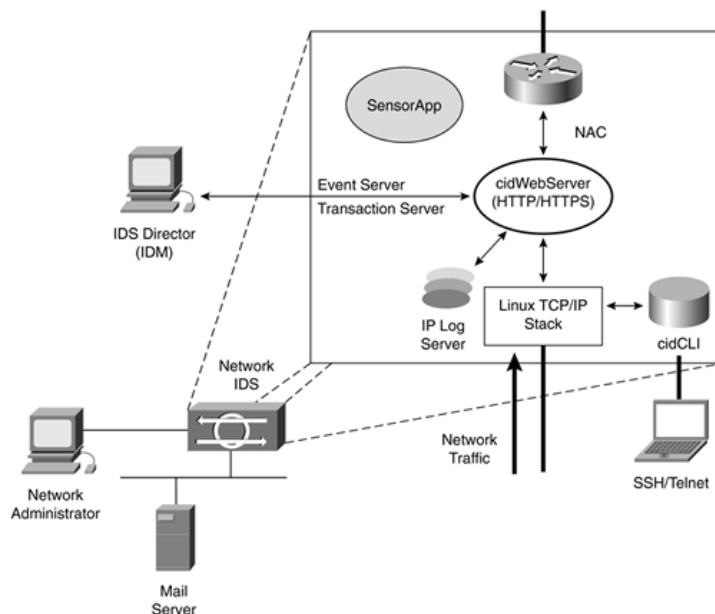 SensorApp
NAC
cidWebServer
(HTTP/HTTPS)
Event Server
Transaction Server
IDS Director
(IDM)
IP Log
Server
Linux TCP/IP
Stack
cidCLI
Network
IDS
Network
Traffic
SSH/Telnet
Network
Administrator
Mail
Server